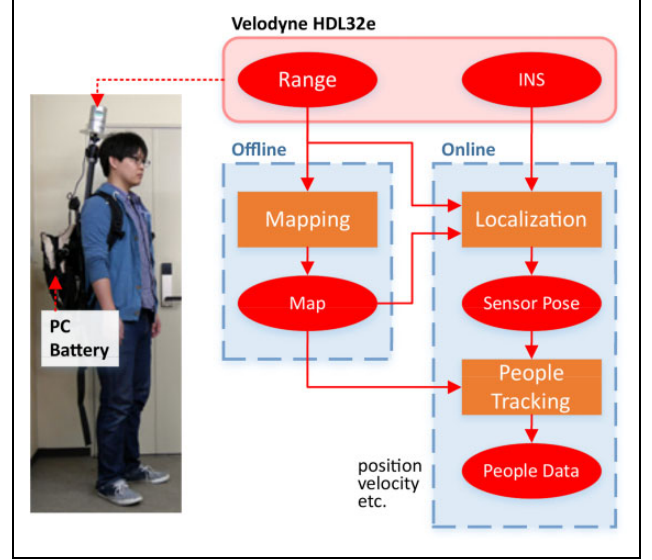 Velodyne HDL32e
Range
INS
Offline
Online
Mapping
Localization
Map
Sensor Pose
PC
Battery
People
Tracking
position
velocity
etc.
People Data